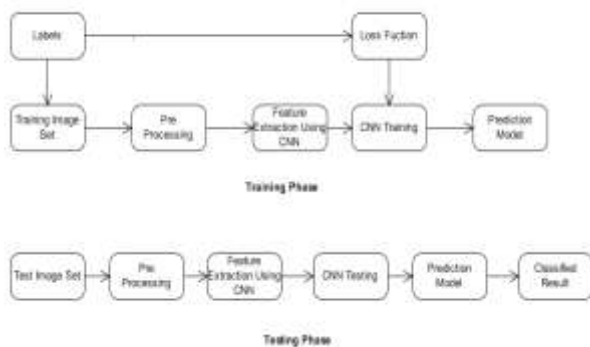 Labels
Loss Fuction
Training Image
Set
Pre
Processing
Feature
Extraction Using
CNN
CNN Training
Prediction
Model
Training Phase
Test Image Set
Pre
Processing
Feature
Extraction Using
CNN
CNN Testing
Prediction
Model
Classified
Result
Testing Phase